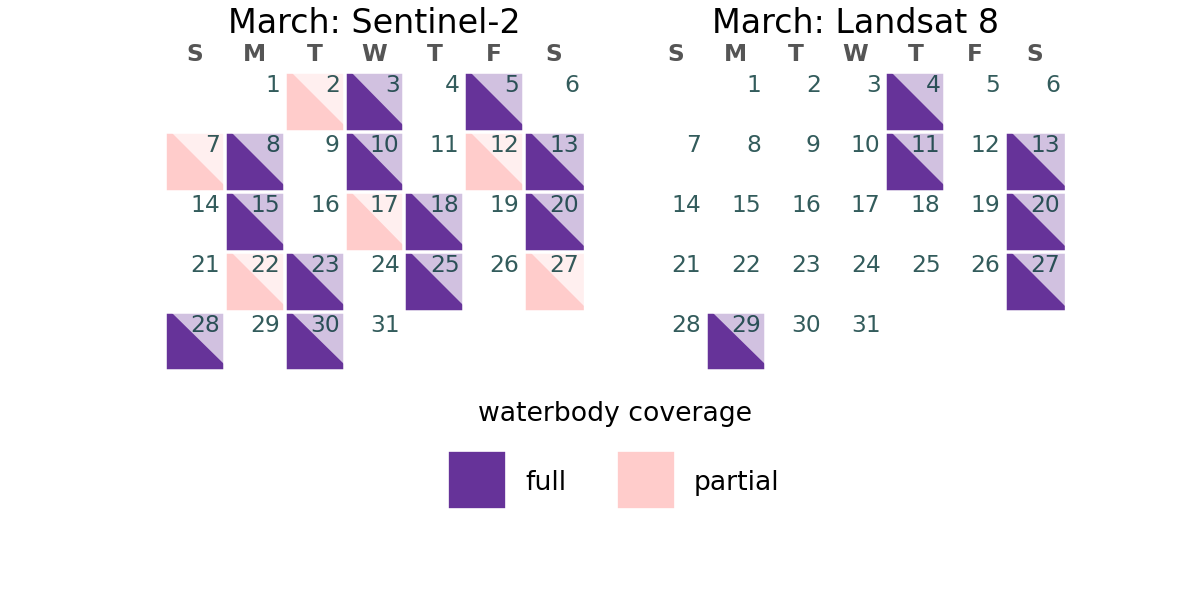 March: Sentinel-2
S M T W T F S
1 2 3 4 5 6
7 8 9 10 11 12 13
14 15 16 17 18 19 20
21 22 23 24 25 26 27
28 29 30 31
March: Landsat 8
S M T W T F S
1 2 3 4 5 6
7 8 9 10 11 12 13
14 15 16 17 18 19 20
21 22 23 24 25 26 27
28 29 30 31
waterbody coverage
full
partial